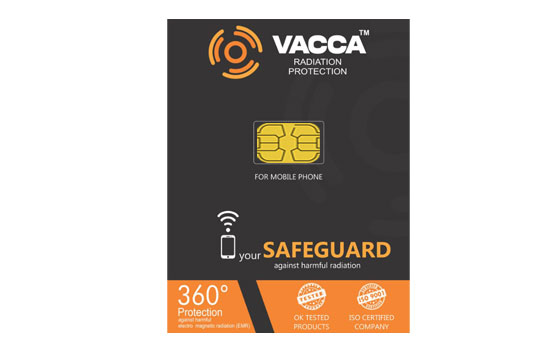 VACCA™
RADIATION
PROTECTION
FOR MOBILE PHONE
your SAFEGUARD
against harmful radiation
360°
Protection
against harmful
electro magnetic radiation (EMR)
TESTED
OK TESTED
PRODUCTS
ISO 9001
ISO CERTIFIED
COMPANY